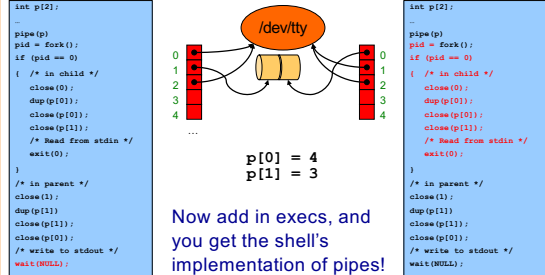 int p[2];
…
pipe(p)
pid = fork();
if (pid == 0)
{ /* in child */
close(0);
dup(p[0]);
close(p[0]);
close(p[1]);
/* Read from stdin */
exit(0);
}
/* in parent */
close(1);
dup(p[1])
close(p[1]);
close(p[0]);
/* write to stdout */
wait(NULL);
/dev/tty
0
1
2
3
4
…
0
1
2
3
4
p[0] = 4
p[1] = 3
Now add in execs, and
you get the shell's
implementation of pipes!
int p[2];
…
pipe(p)
pid = fork();
if (pid == 0)
{ /* in child */
close(0);
dup(p[0]);
close(p[0]);
close(p[1]);
/* Read from stdin */
exit(0);
}
/* in parent */
close(1);
dup(p[1])
close(p[1]);
close(p[0]);
/* write to stdout */
wait(NULL);